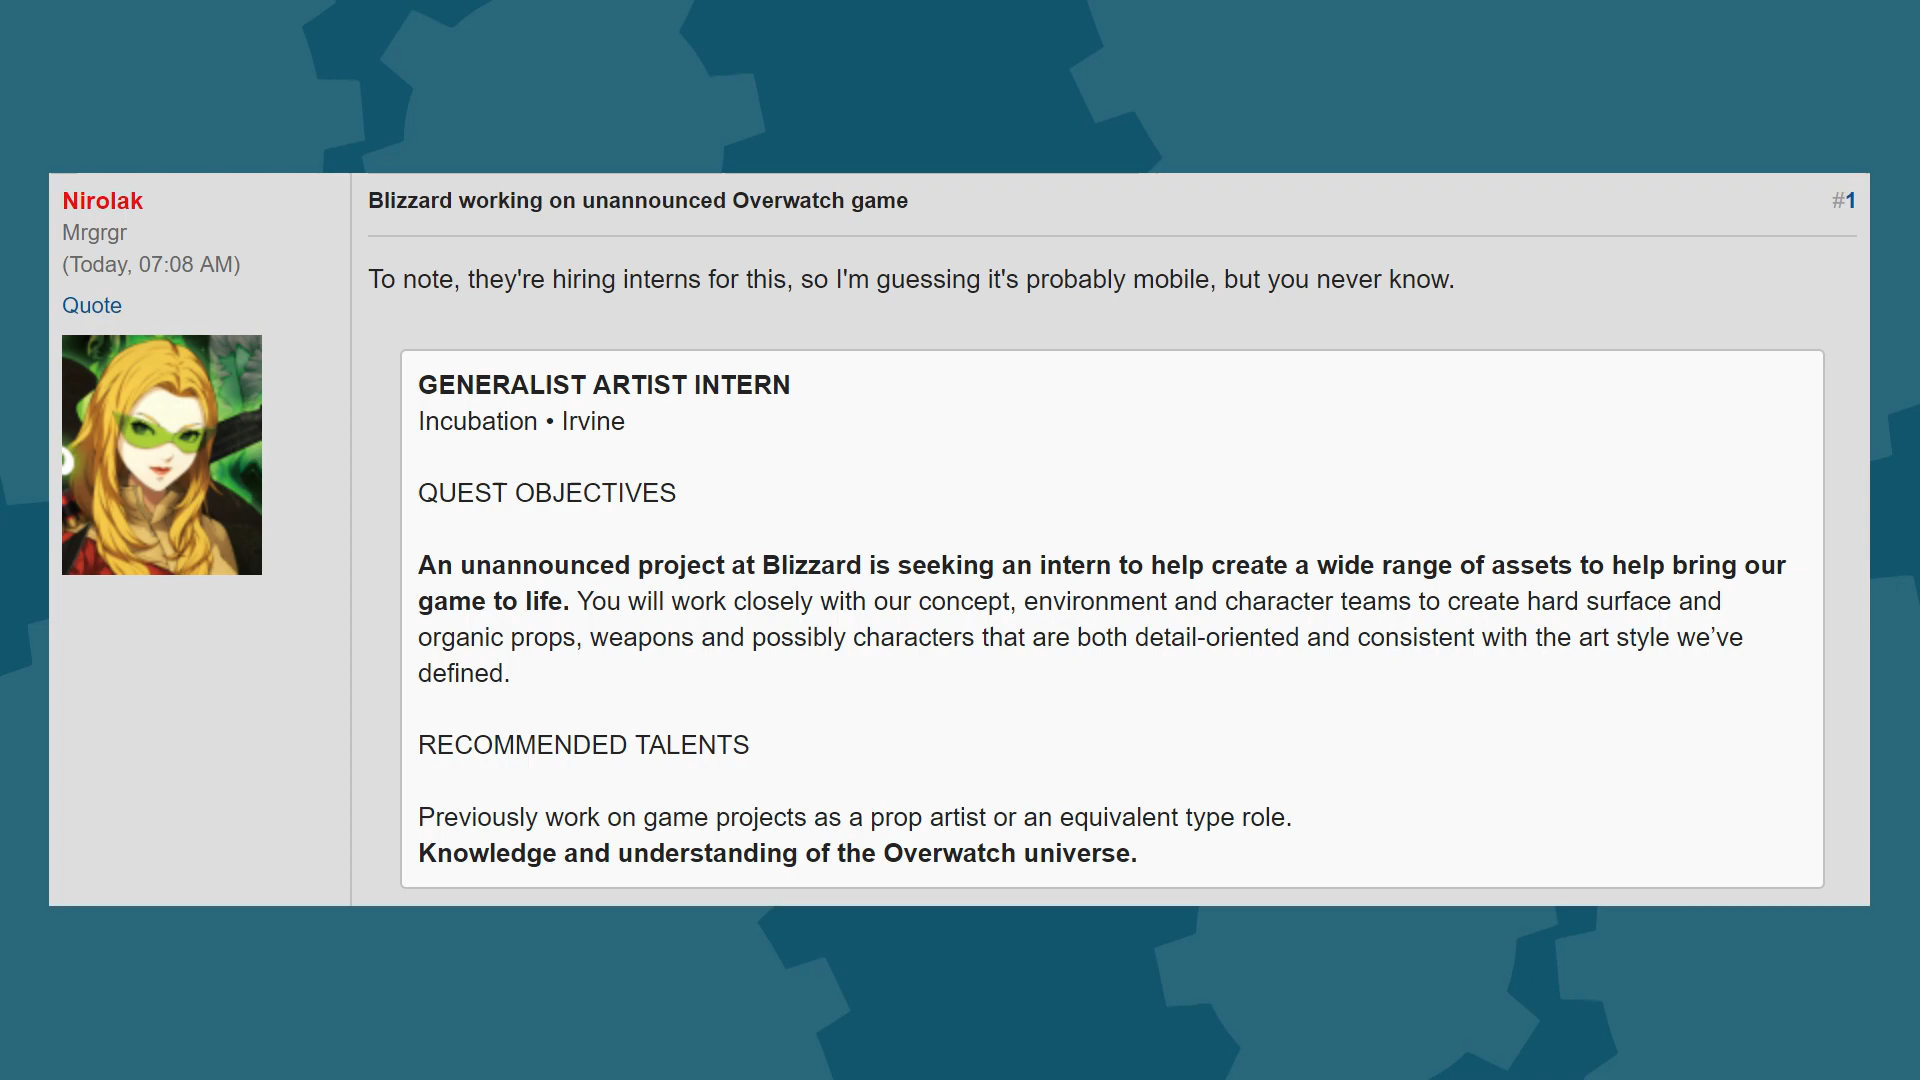 Nirolak
Mrgrgr
(Today, 07:08 AM)
Quote
Blizzard working on unannounced Overwatch game
#1
To note, they're hiring interns for this, so I'm guessing it's probably mobile, but you never know.
GENERALIST ARTIST INTERN
Incubation • Irvine
QUEST OBJECTIVES
An unannounced project at Blizzard is seeking an intern to help create a wide range of assets to help bring our
game to life. You will work closely with our concept, environment and character teams to create hard surface and
organic props, weapons and possibly characters that are both detail-oriented and consistent with the art style we’ve
defined.
RECOMMENDED TALENTS
Previously work on game projects as a prop artist or an equivalent type role.
Knowledge and understanding of the Overwatch universe.